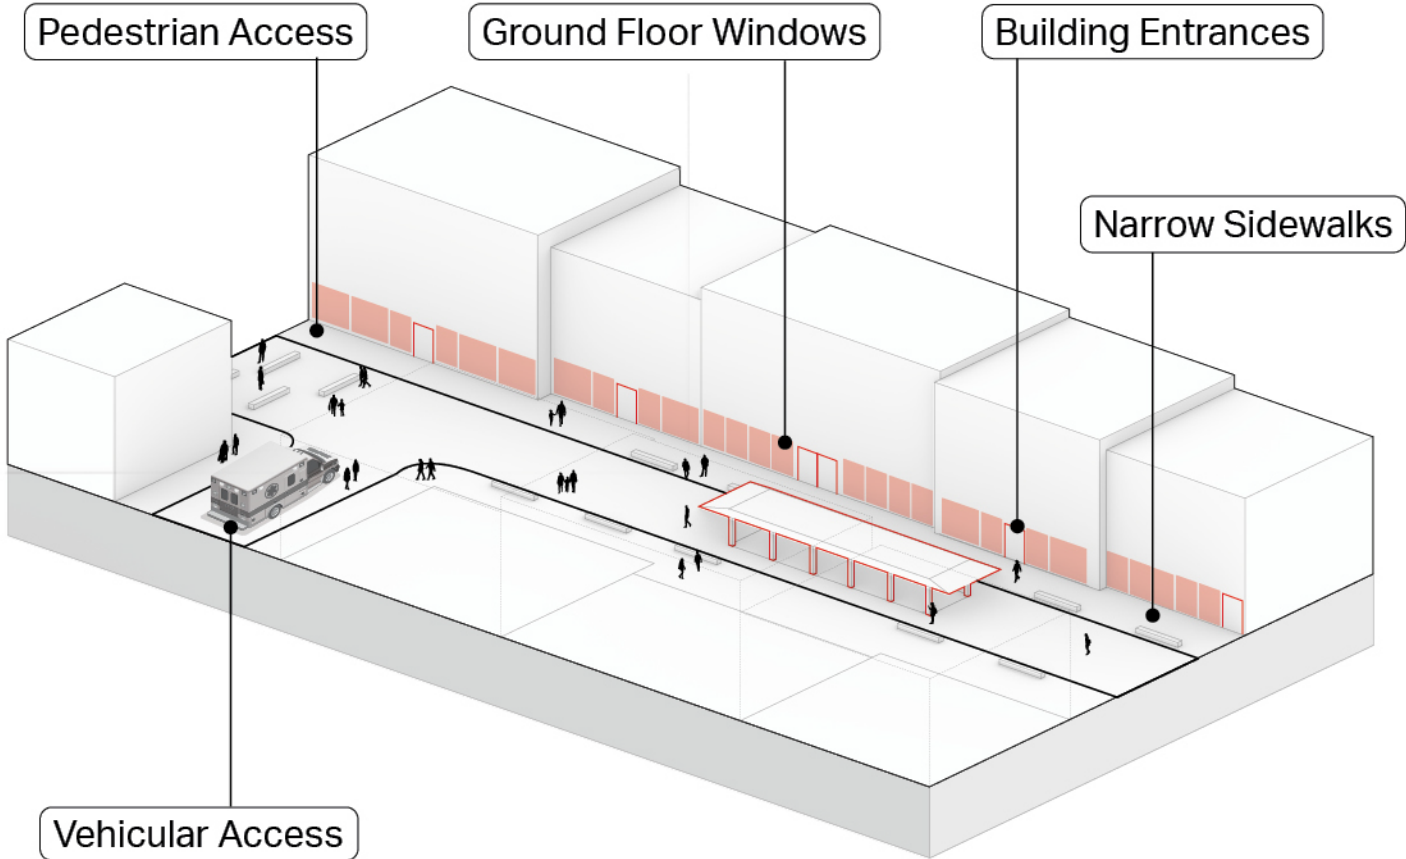 Pedestrian Access
Ground Floor Windows
Building Entrances
Narrow Sidewalks
Vehicular Access